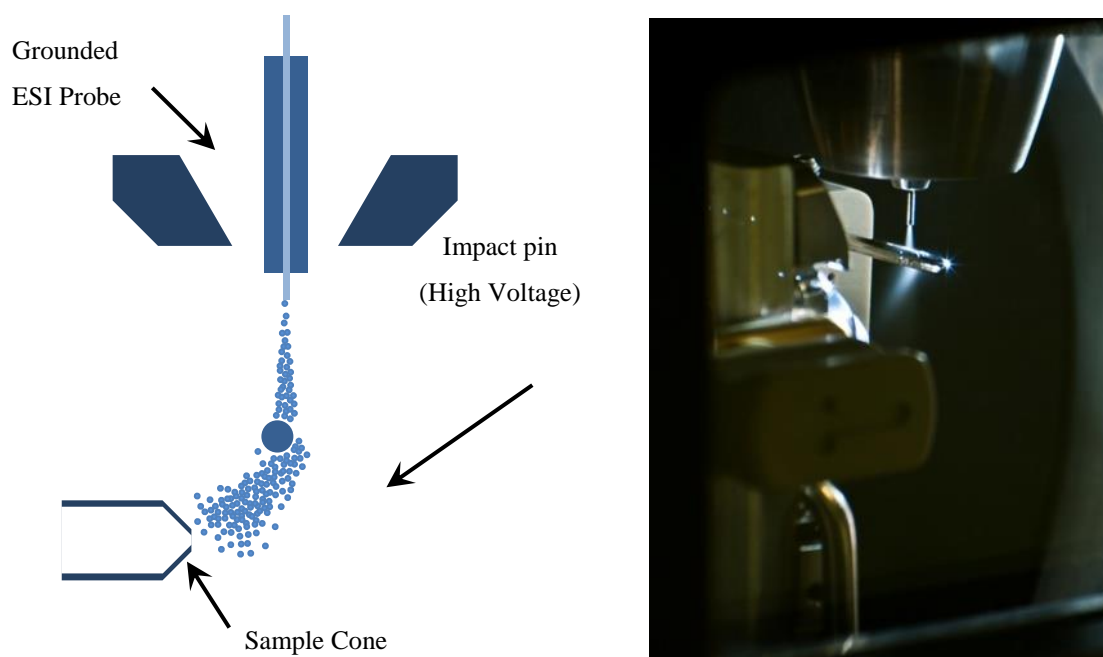 Grounded
ESI Probe
Impact pin
(High Voltage)
Sample Cone